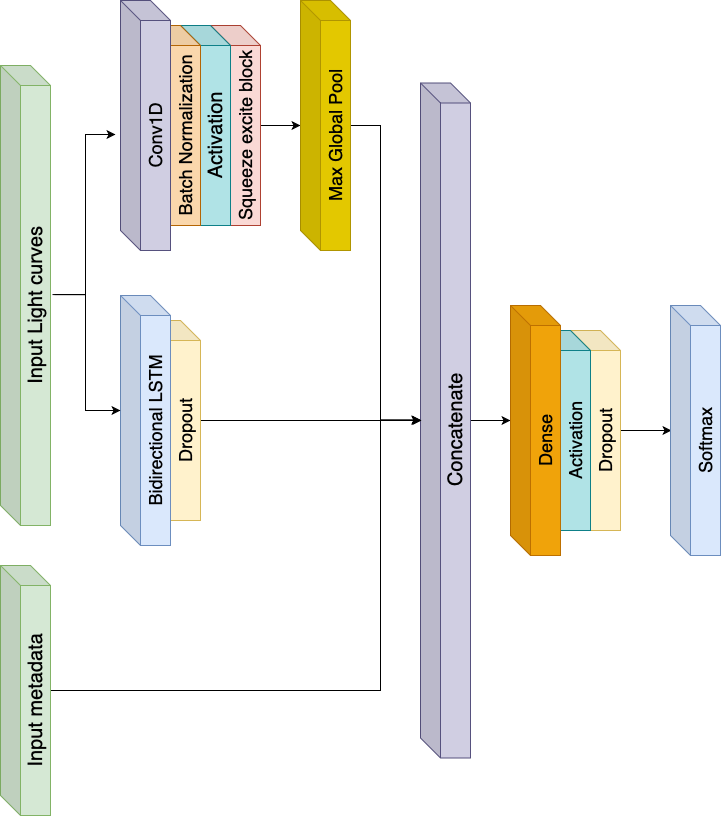 Input Light curves
Conv1D
Batch Normalization
Activation
Squeeze excite block
Max Global Pool
Bidirectional LSTM
Dropout
Input metadata
Concatenate
Dense
Activation
Dropout
Softmax